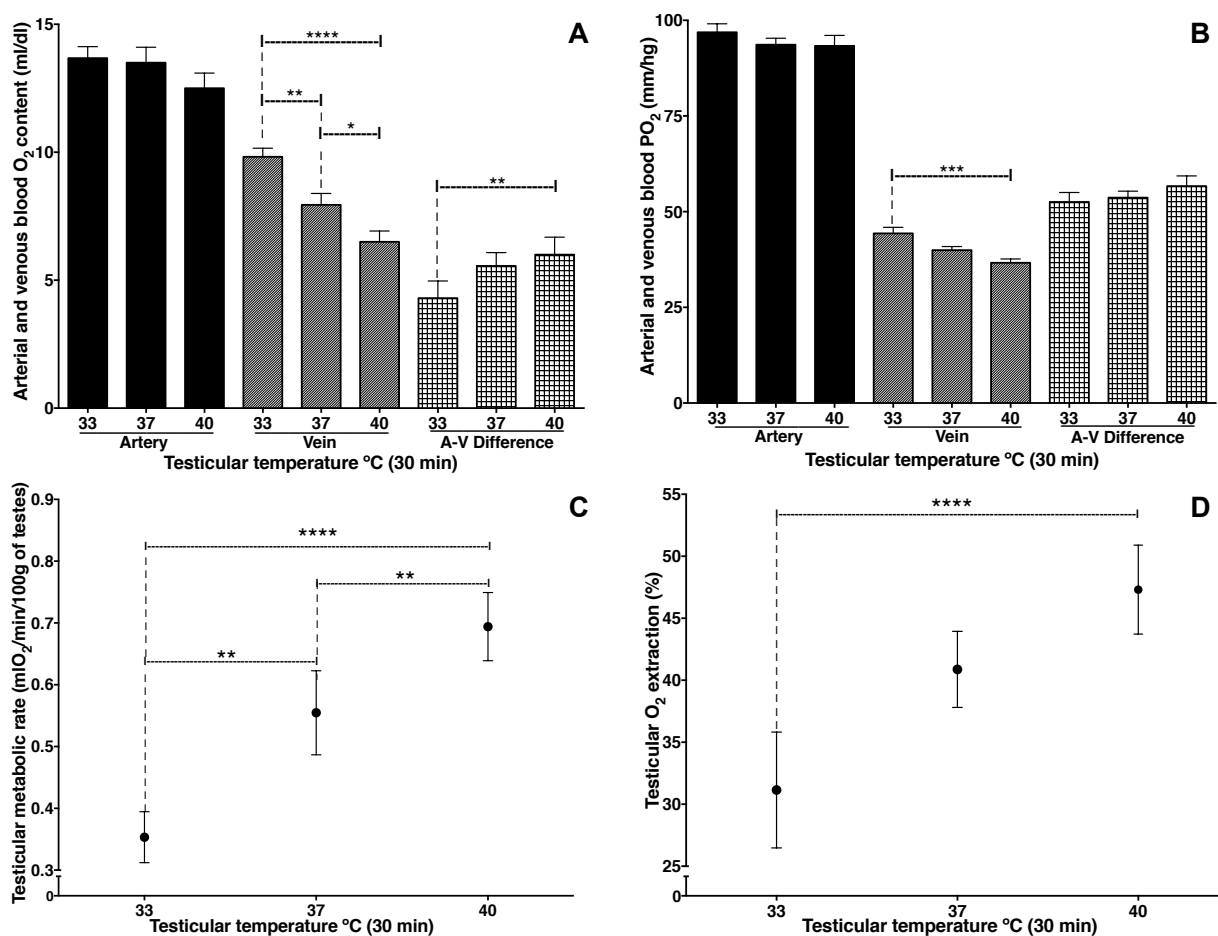 A
Arterial and venous blood O2 content (ml/dl)
15
10
5
0
****
**
*
**
33 37 40 33 37 40 33 37 40
Artery Vein A-V Difference
Testicular temperature ºC (30 min)
B
Arterial and venous blood PO2 (mm/hg)
100
75
50
25
0
***
33 37 40 33 37 40 33 37 40
Artery Vein A-V Difference
Testicular temperature ºC (30 min)
C
Testicular metabolic rate (mlO2/min/100g of testes)
0.9
0.8
0.7
0.6
0.5
0.4
0.3
0
****
**
**
33 37 40
Testicular temperature ºC (30 min)
D
Testicular O2 extraction (%)
55
50
45
40
35
30
25
0
****
33 37 40
Testicular temperature ºC (30 min)